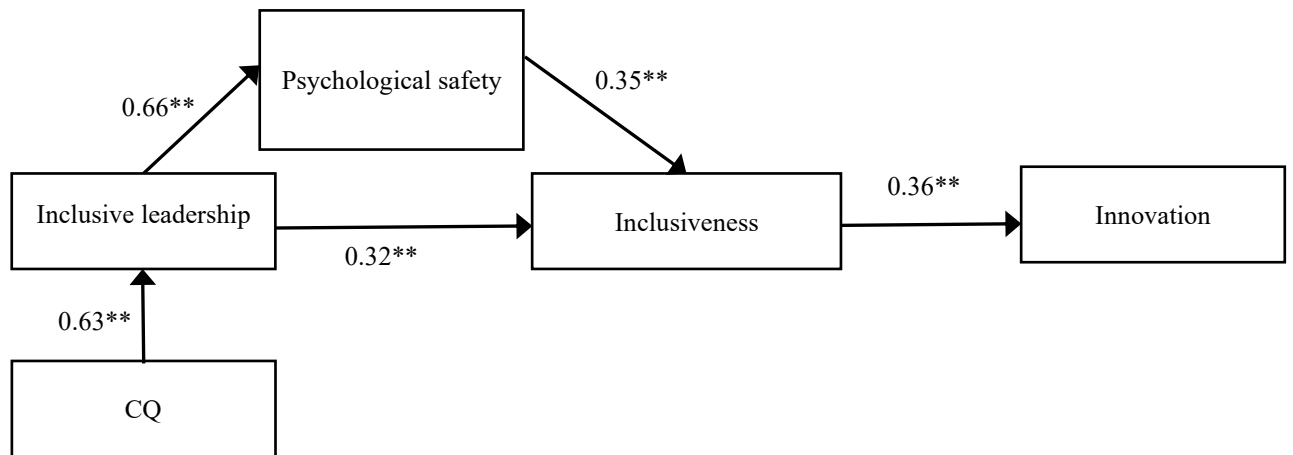 Psychological safety
0.35**
0.66**
Inclusive leadership
Inclusiveness
0.36**
Innovation
0.32**
0.63**
CQ